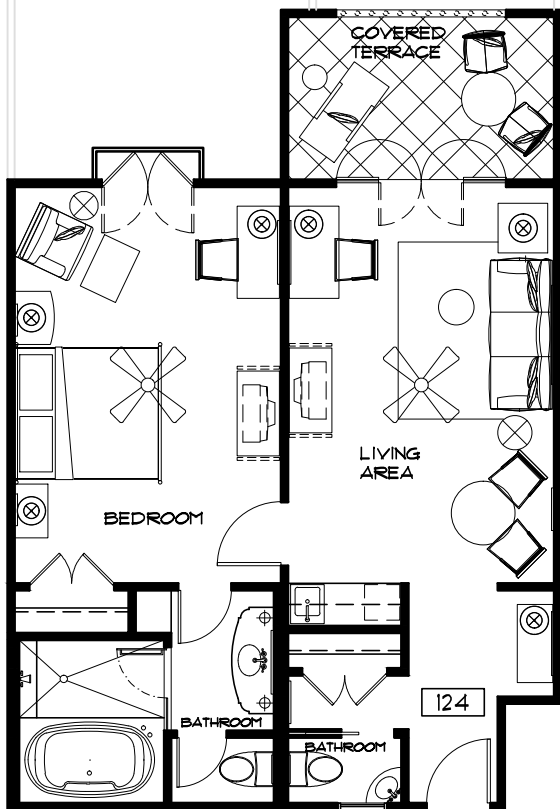 COVERED
TERRACE
LIVING
AREA
BEDROOM
124
BATHROOM
BATHROOM